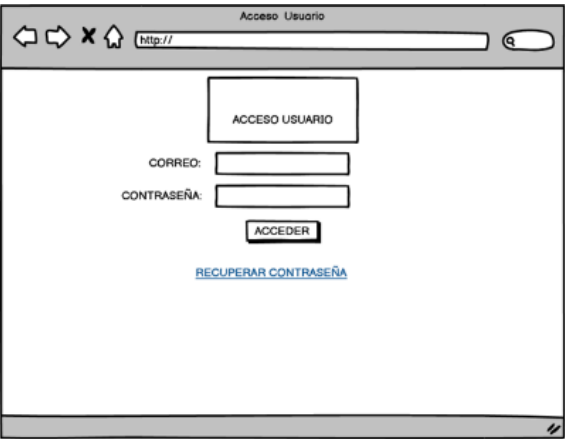 Acceso Usuario
http://
ACCESO USUARIO
CORREO:
CONTRASEÑA:
ACCEDER
RECUPERAR CONTRASEÑA